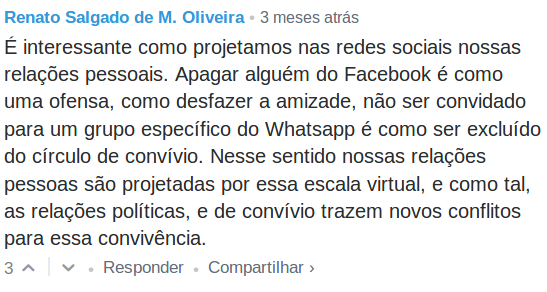 Renato Salgado de M. Oliveira • 3 meses atrás
É interessante como projetamos nas redes sociais nossas
relações pessoais. Apagar alguém do Facebook é como
uma ofensa, como desfazer a amizade, não ser convidado
para um grupo específico do Whatsapp é como ser excluído
do círculo de convívio. Nesse sentido nossas relações
pessoas são projetadas por essa escala virtual, e como tal,
as relações políticas, e de convívio trazem novos conflitos
para essa convivência.
3 • Responder • Compartilhar ›